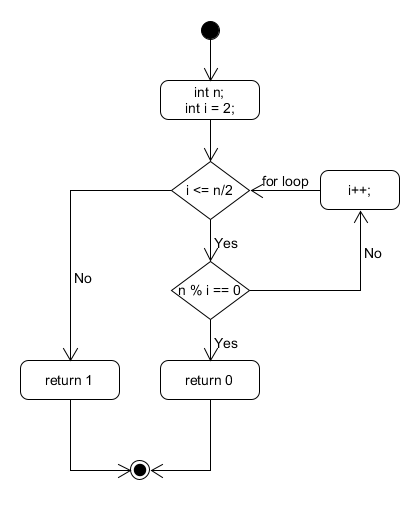 int n;
int i = 2;
i <= n/2
for loop
i++;
Yes
No
No
n % i == 0
Yes
return 1
return 0